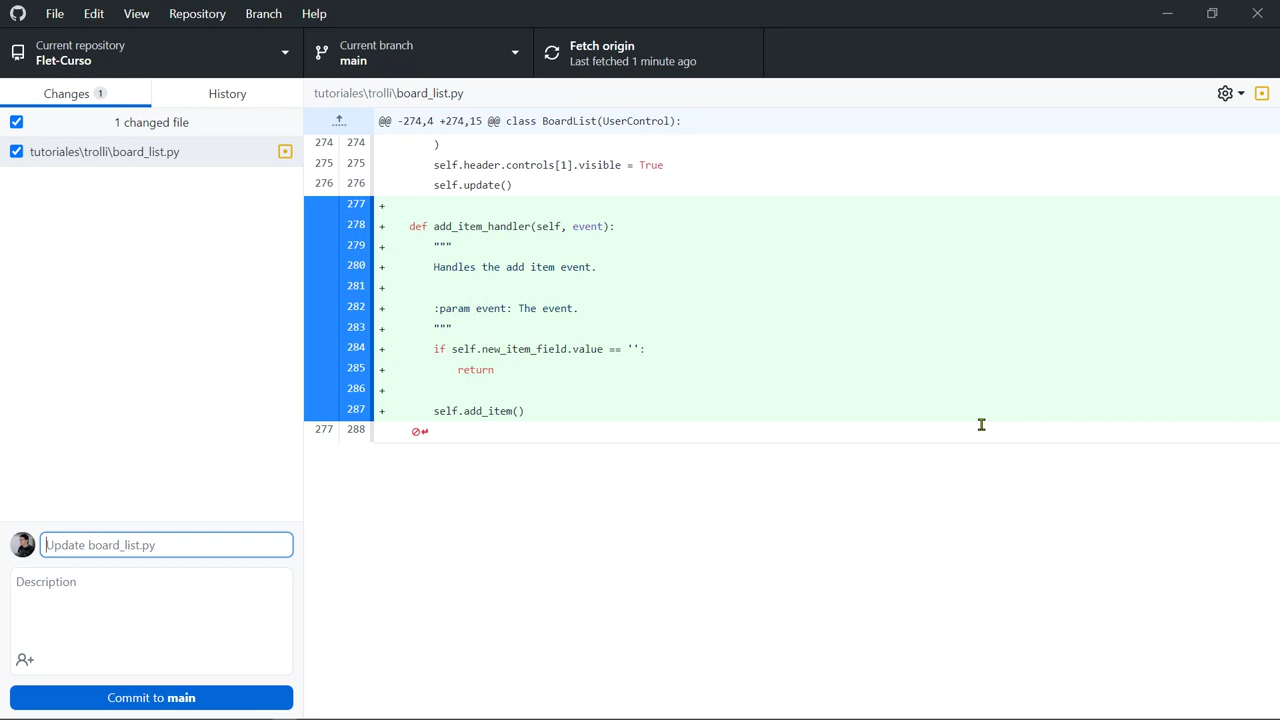 File Edit View Repository Branch Help
Current repository
Flet-Curso
Current branch
main
Fetch origin
Last fetched 1 minute ago
Changes 1
History
1 changed file
tutoriales\trolli\board_list.py
tutoriales\trolli\board_list.py
@@ -274,4 +274,15 @@ class BoardList(UserControl):
274 274 )
275 275 self.header.controls[1].visible = True
276 276 self.update()
277 +
278 + def add_item_handler(self, event):
279 + """
280 + Handles the add item event.
281 +
282 + :param event: The event.
283 + """
284 + if self.new_item_field.value == '':
285 + return
286 +
287 + self.add_item()
277 288
Update board_list.py
Description
Commit to main